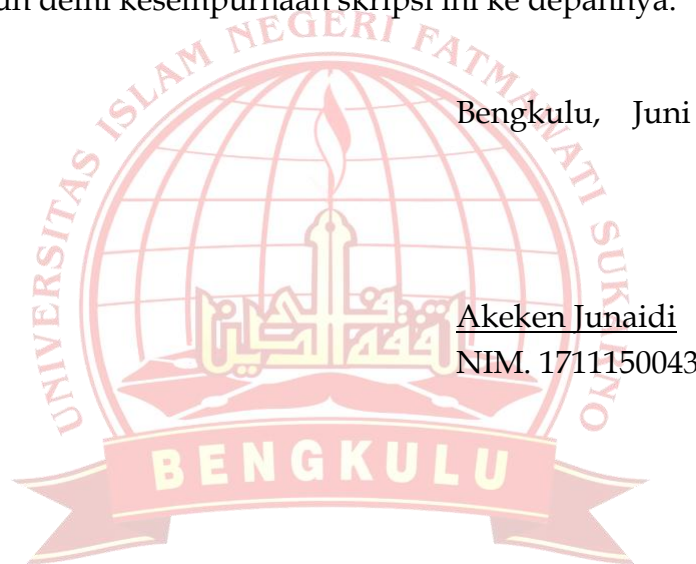 demi kesempurnaan skripsi ini ke depannya.
UNIVERSITAS ISLAM NEGERI FATMAWATI SUKARNO
Bengkulu, Juni
Akeken Junaidi
NIM. 1711150043
BENGKULU